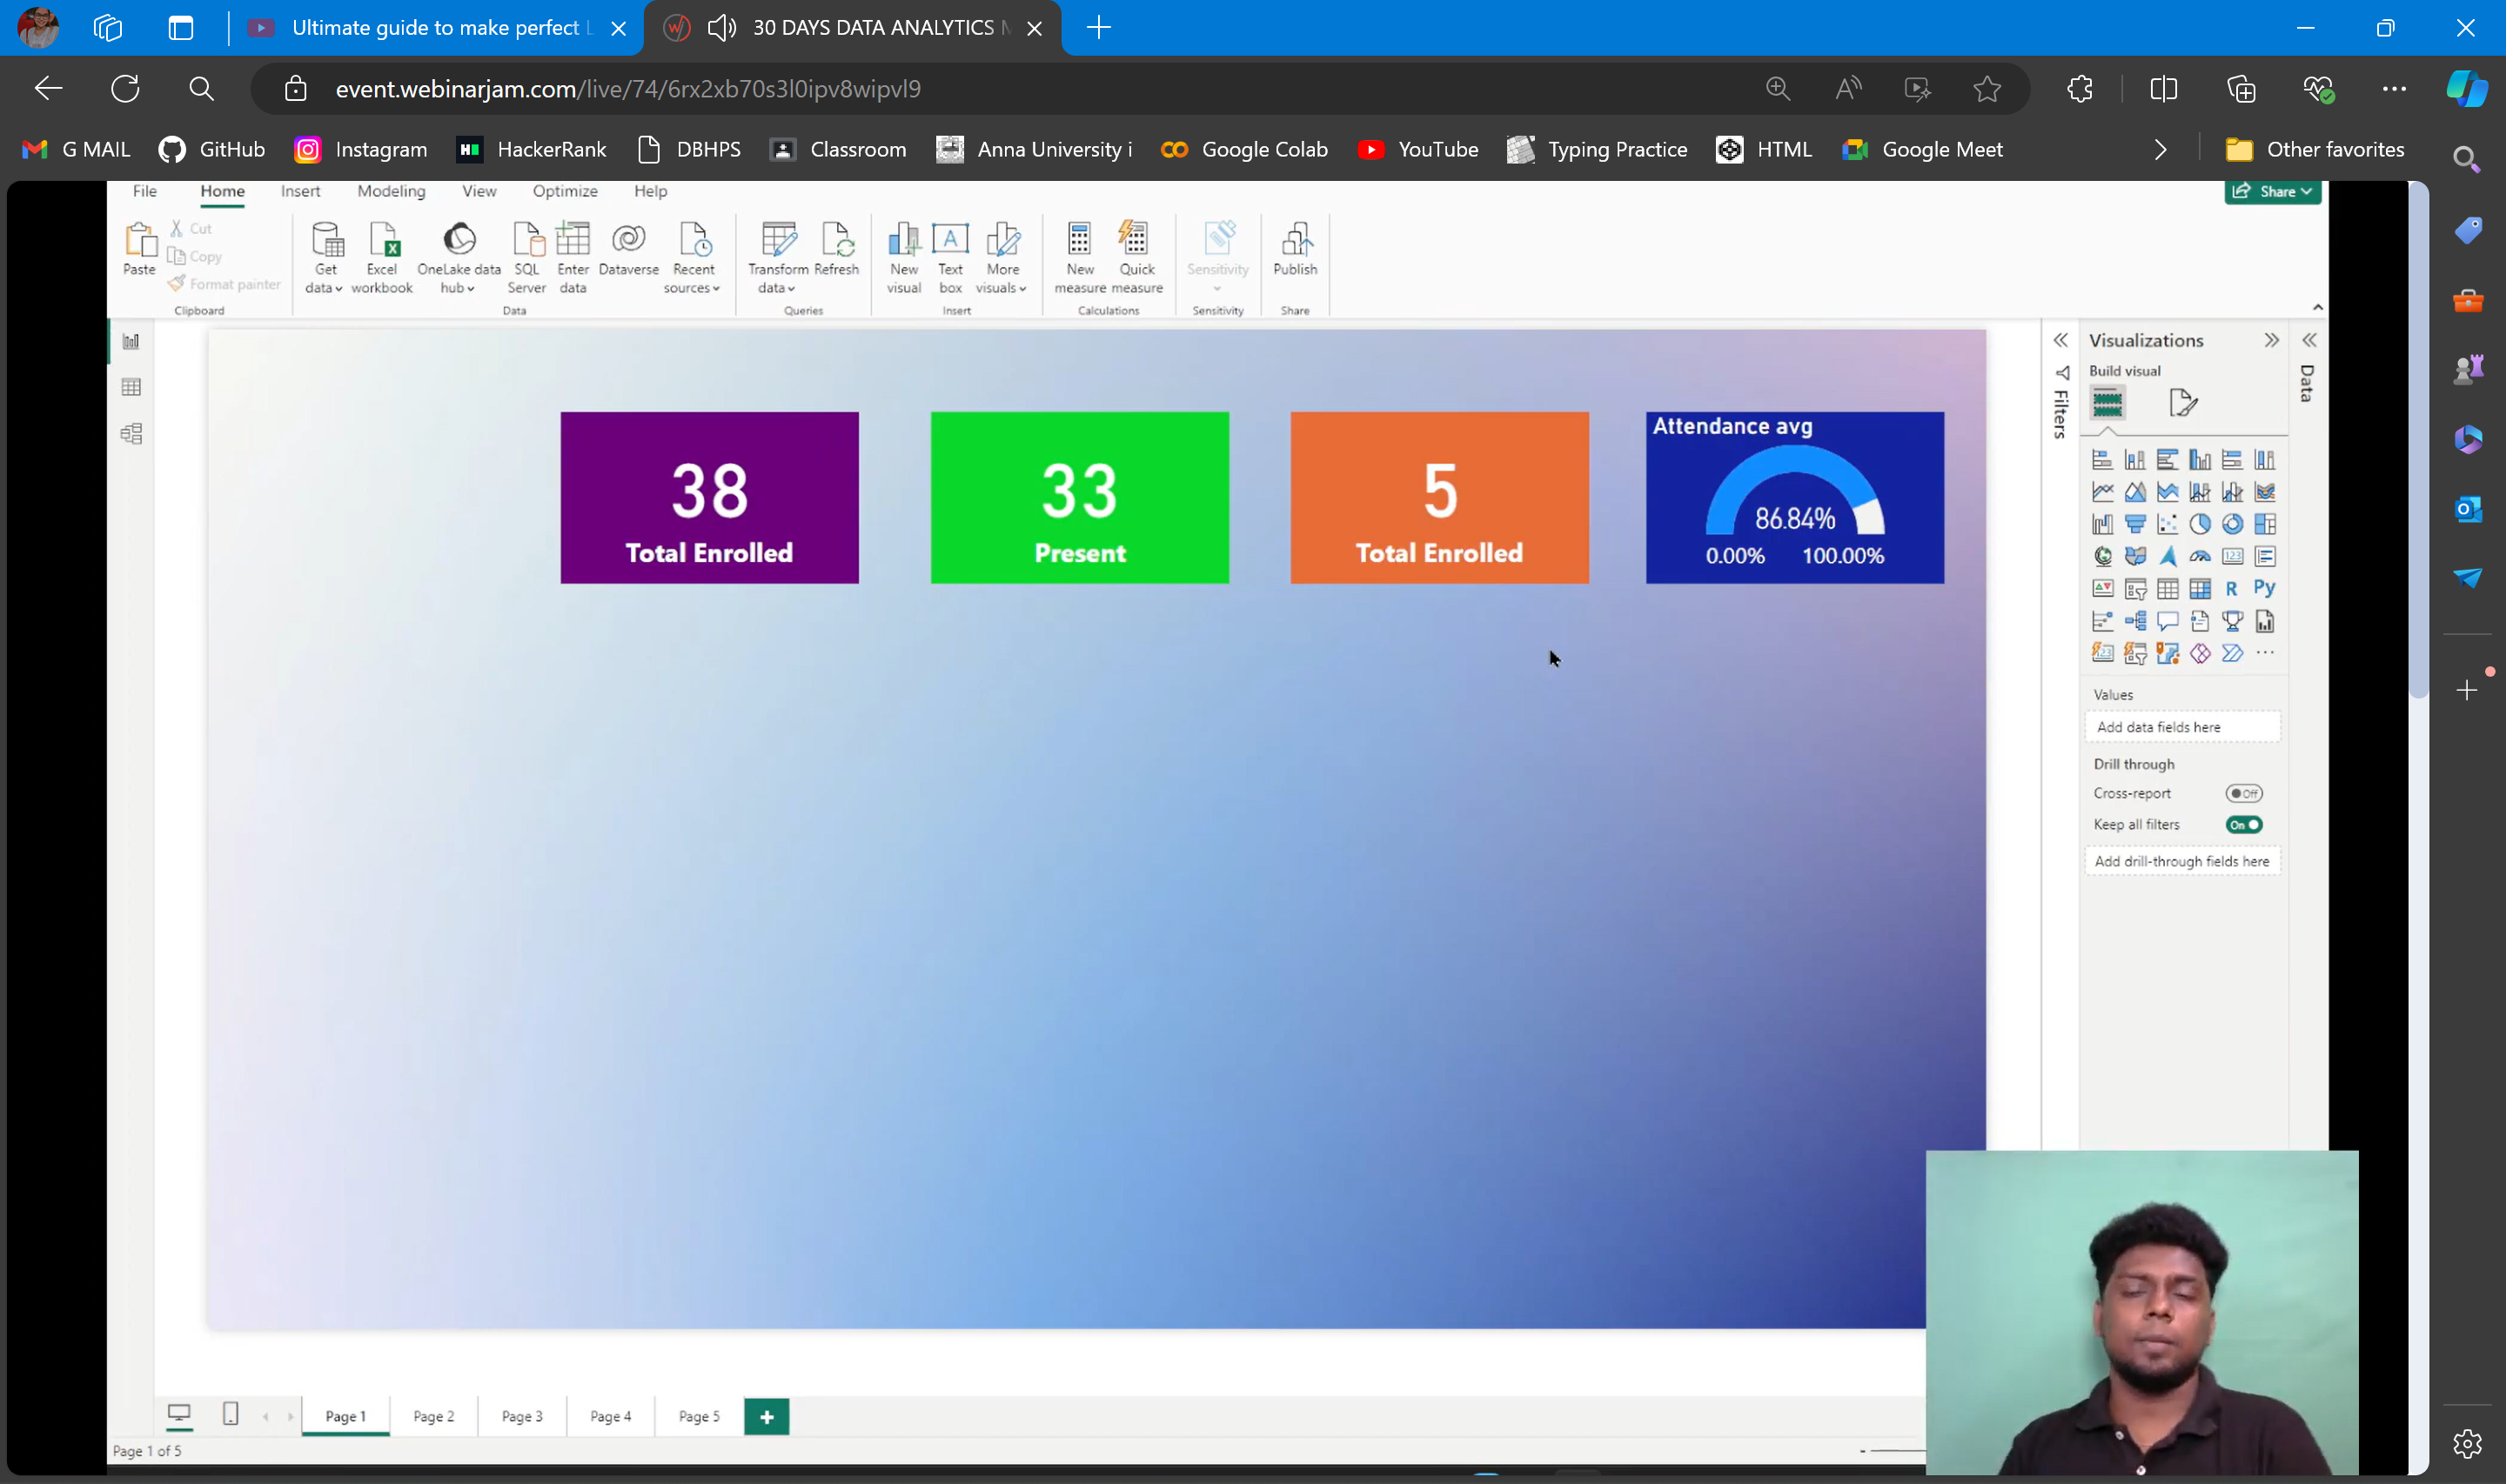 Ultimate guide to make perfect L
30 DAYS DATA ANALYTICS M
event.webinarjam.com/live/74/6rx2xb70s3l0ipv8wipvl9
G MAIL GitHub Instagram HackerRank DBHPS Classroom Anna University i Google Colab YouTube Typing Practice HTML Google Meet Other favorites
File Home Insert Modeling View Optimize Help Share
Paste Cut Copy Format painter
Get data Excel workbook OneLake data hub SQL Server Enter data Dataverse Recent sources
Transform data Refresh New visual Text box More visuals New measure Quick measure Sensitivity Publish
Clipboard Data Queries Insert Calculations Sensitivity Share
Visualizations
Build visual
Filters
Data
38
Total Enrolled
33
Present
5
Total Enrolled
Attendance avg
86.84%
0.00% 100.00%
123
R Py
Values
Add data fields here
Drill through
Cross-report Off
Keep all filters On
Add drill-through fields here
Page 1 Page 2 Page 3 Page 4 Page 5
Page 1 of 5